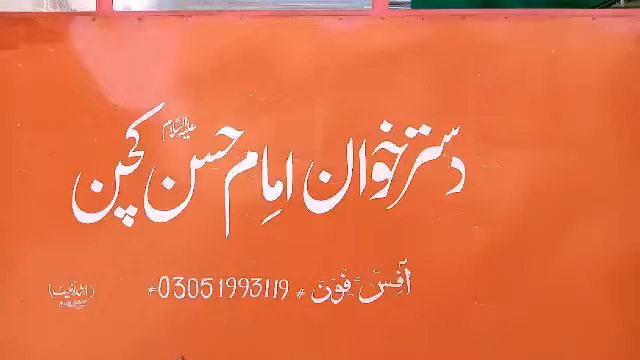 دسترخوان امام حسن علیہ السلام کچن
آفس فون # 03051993119 #